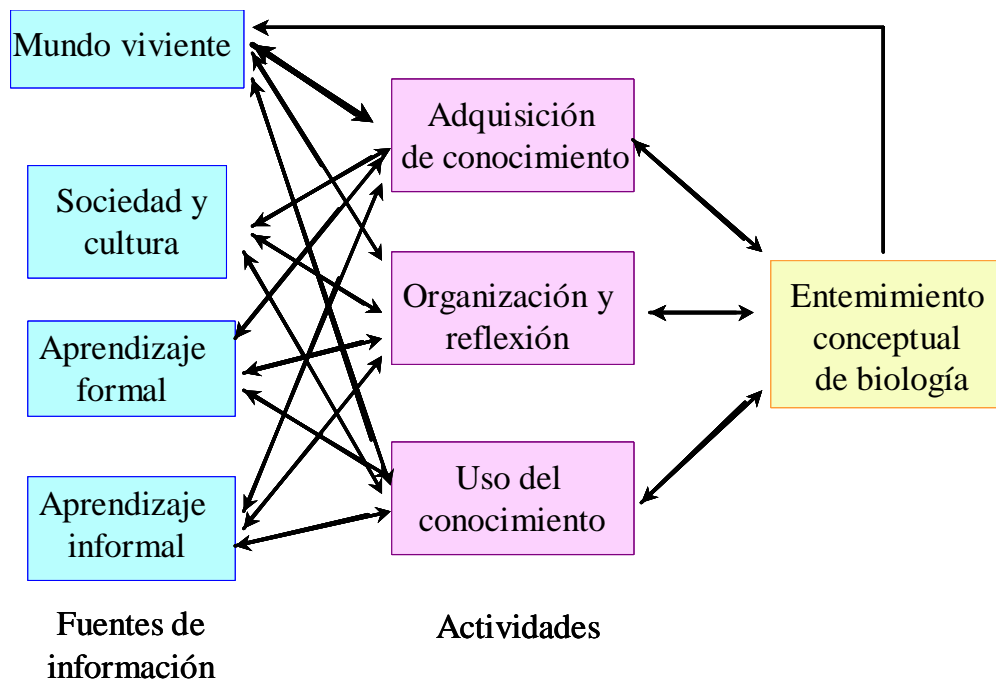 Mundo viviente
Sociedad y
cultura
Aprendizaje
formal
Aprendizaje
informal
Fuentes de
información
Adquisición
de conocimiento
Organización y
reflexión
Uso del
conocimiento
Actividades
Entemimiento
conceptual
de biología